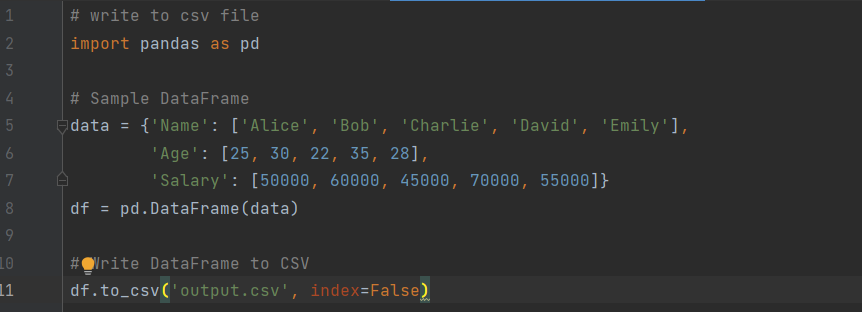 1 # write to csv file
2 import pandas as pd
3
4 # Sample DataFrame
5 data = {'Name': ['Alice', 'Bob', 'Charlie', 'David', 'Emily'],
6         'Age': [25, 30, 22, 35, 28],
7         'Salary': [50000, 60000, 45000, 70000, 55000]}
8 df = pd.DataFrame(data)
9
10 # Write DataFrame to CSV
11 df.to_csv('output.csv', index=False)